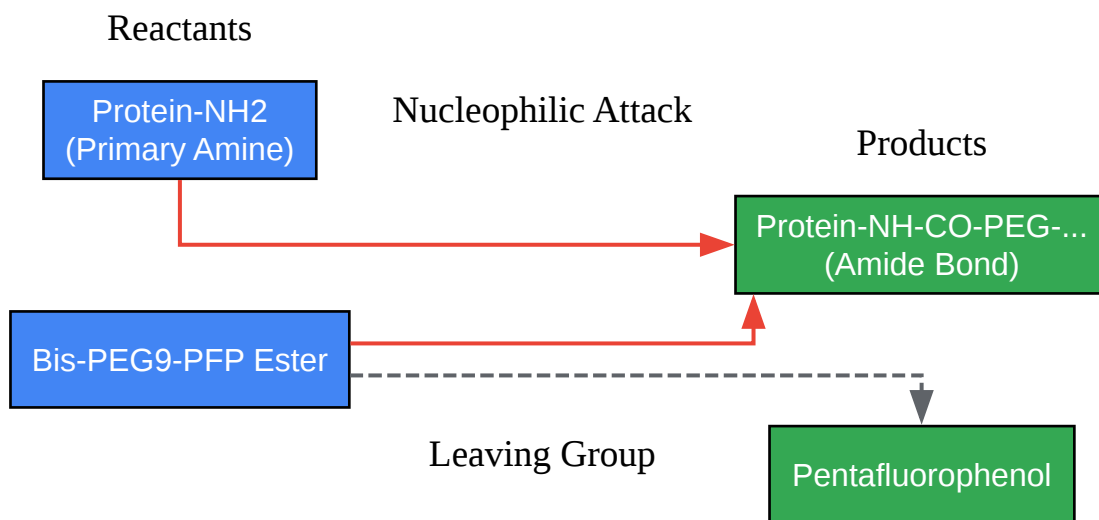 Reactants
Protein-NH2
(Primary Amine)
Nucleophilic Attack
Products
Protein-NH-CO-PEG-...
(Amide Bond)
Bis-PEG9-PFP Ester
Leaving Group
Pentafluorophenol